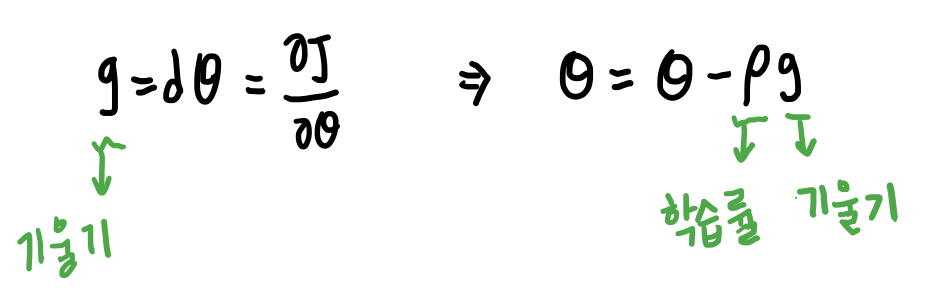 g = dθ = ∂J/∂θ ⇒ θ = θ - ρg
기울기 학습률 기울기